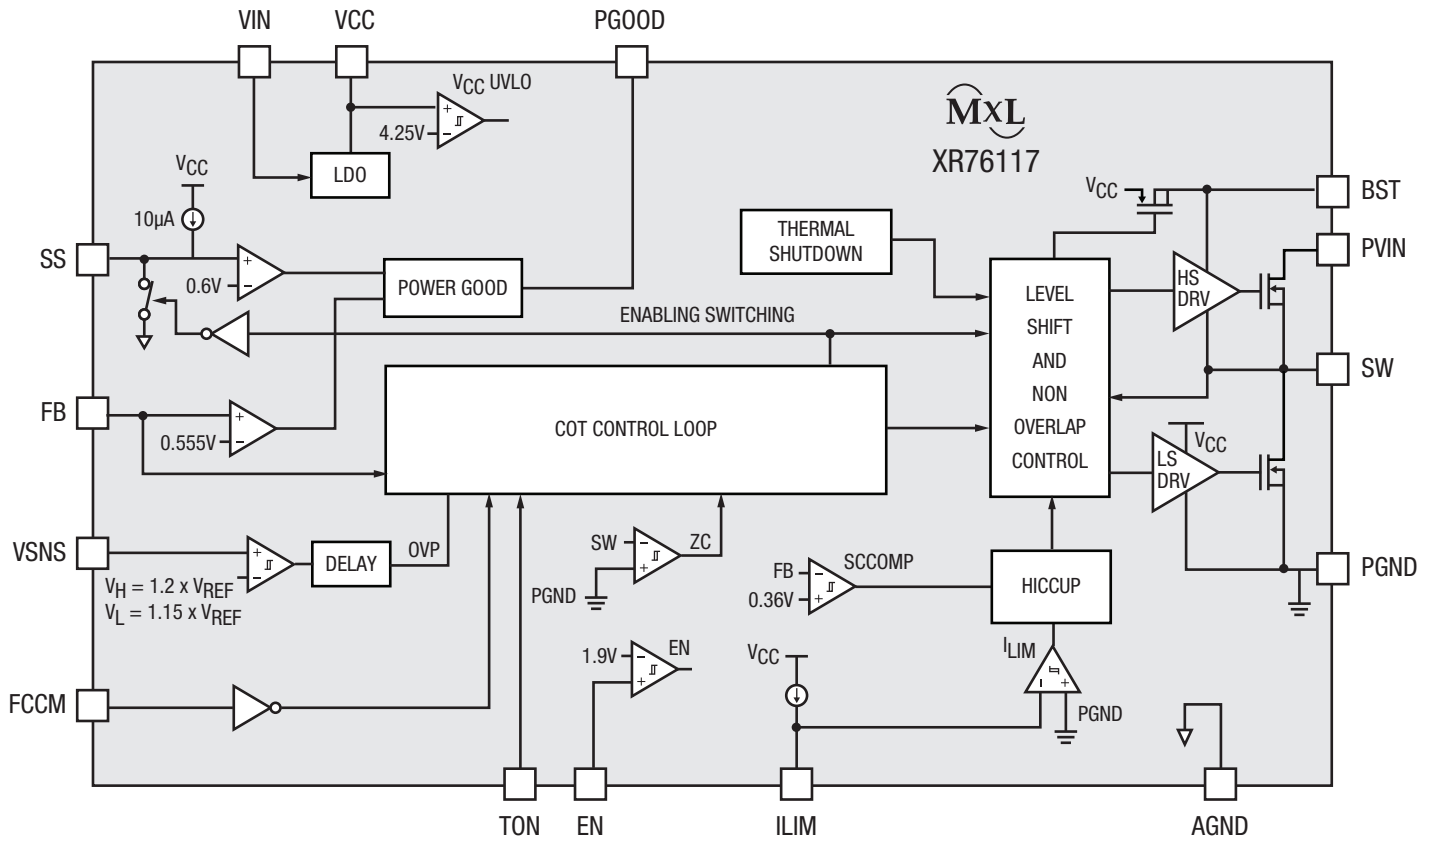 VIN
VCC
PGOOD
VCC UVLO
+
4.25V
-
LDO
MxL
XR76117
VCC
10µA
SS
+
0.6V
-
POWER GOOD
ENABLING SWITCHING
THERMAL
SHUTDOWN
VCC
BST
PVIN
LEVEL
SHIFT
AND
NON
OVERLAP
CONTROL
HS
DRV
SW
FB
+
0.555V
-
COT CONTROL LOOP
VCC
LS
DRV
VSNS
+
-
VH = 1.2 x VREF
VL = 1.15 x VREF
DELAY
OVP
SW
-
+
ZC
PGND
FB
-
0.36V
+
SCCOMP
HICCUP
PGND
1.9V
-
+
EN
VCC
ILIM
-
+
PGND
FCCM
TON
EN
ILIM
AGND